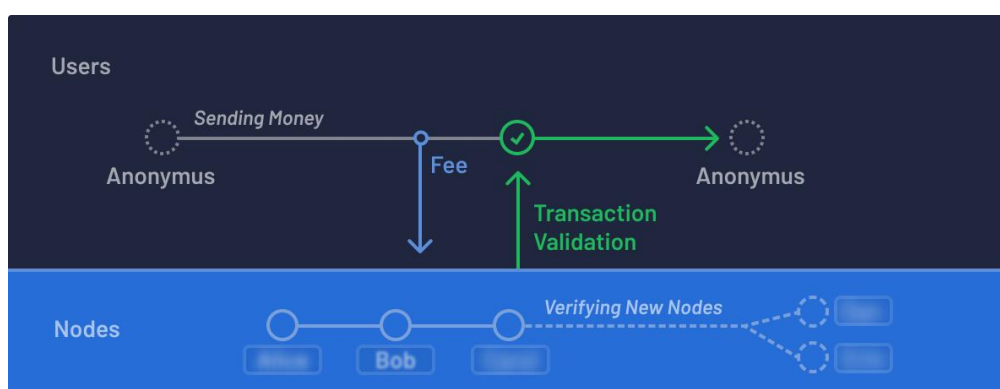 Users
Sending Money
Fee
Anonymus
Anonymus
Transaction
Validation
Verifying New Nodes
Nodes
Bob